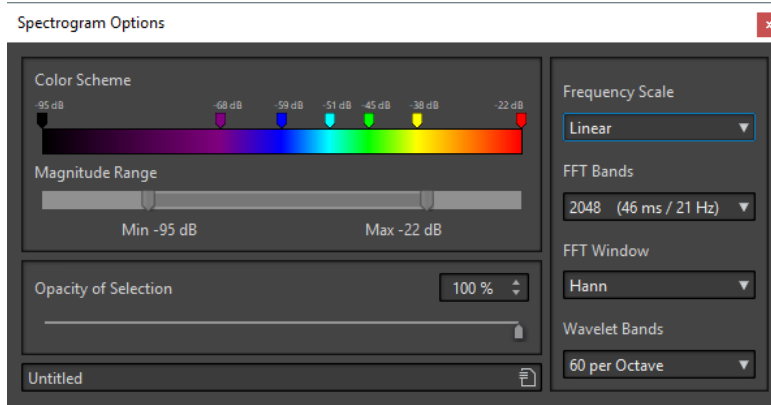 Spectrogram Options
x
Color Scheme
-95 dB -68 dB -59 dB -51 dB -45 dB -38 dB -22 dB
Magnitude Range
Min -95 dB Max -22 dB
Opacity of Selection 100 %
Untitled
Frequency Scale
Linear
FFT Bands
2048 (46 ms / 21 Hz)
FFT Window
Hann
Wavelet Bands
60 per Octave